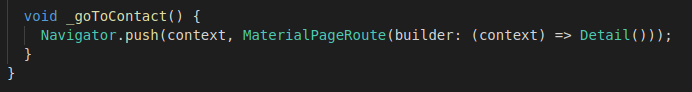 void _goToContact() {
Navigator.push(context, MaterialPageRoute(builder: (context) => Detail()));
}
}